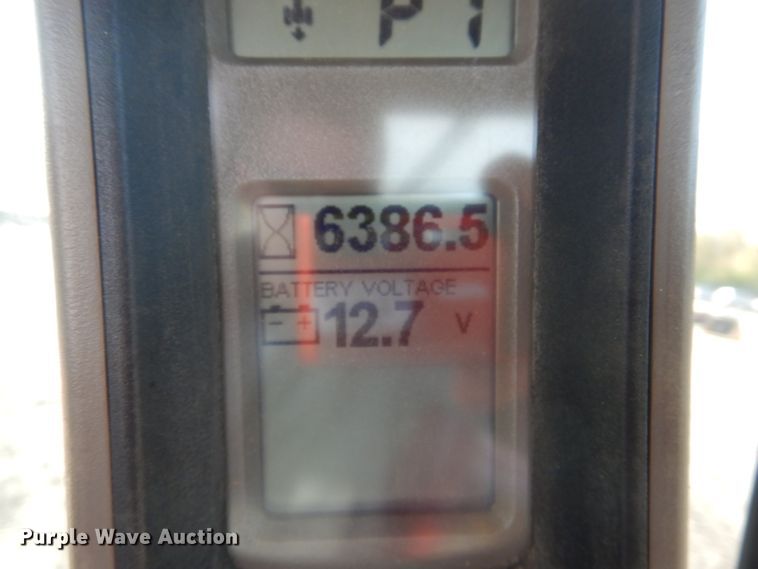 P1
6386.5
BATTERY VOLTAGE
12.7 V
Purple Wave Auction